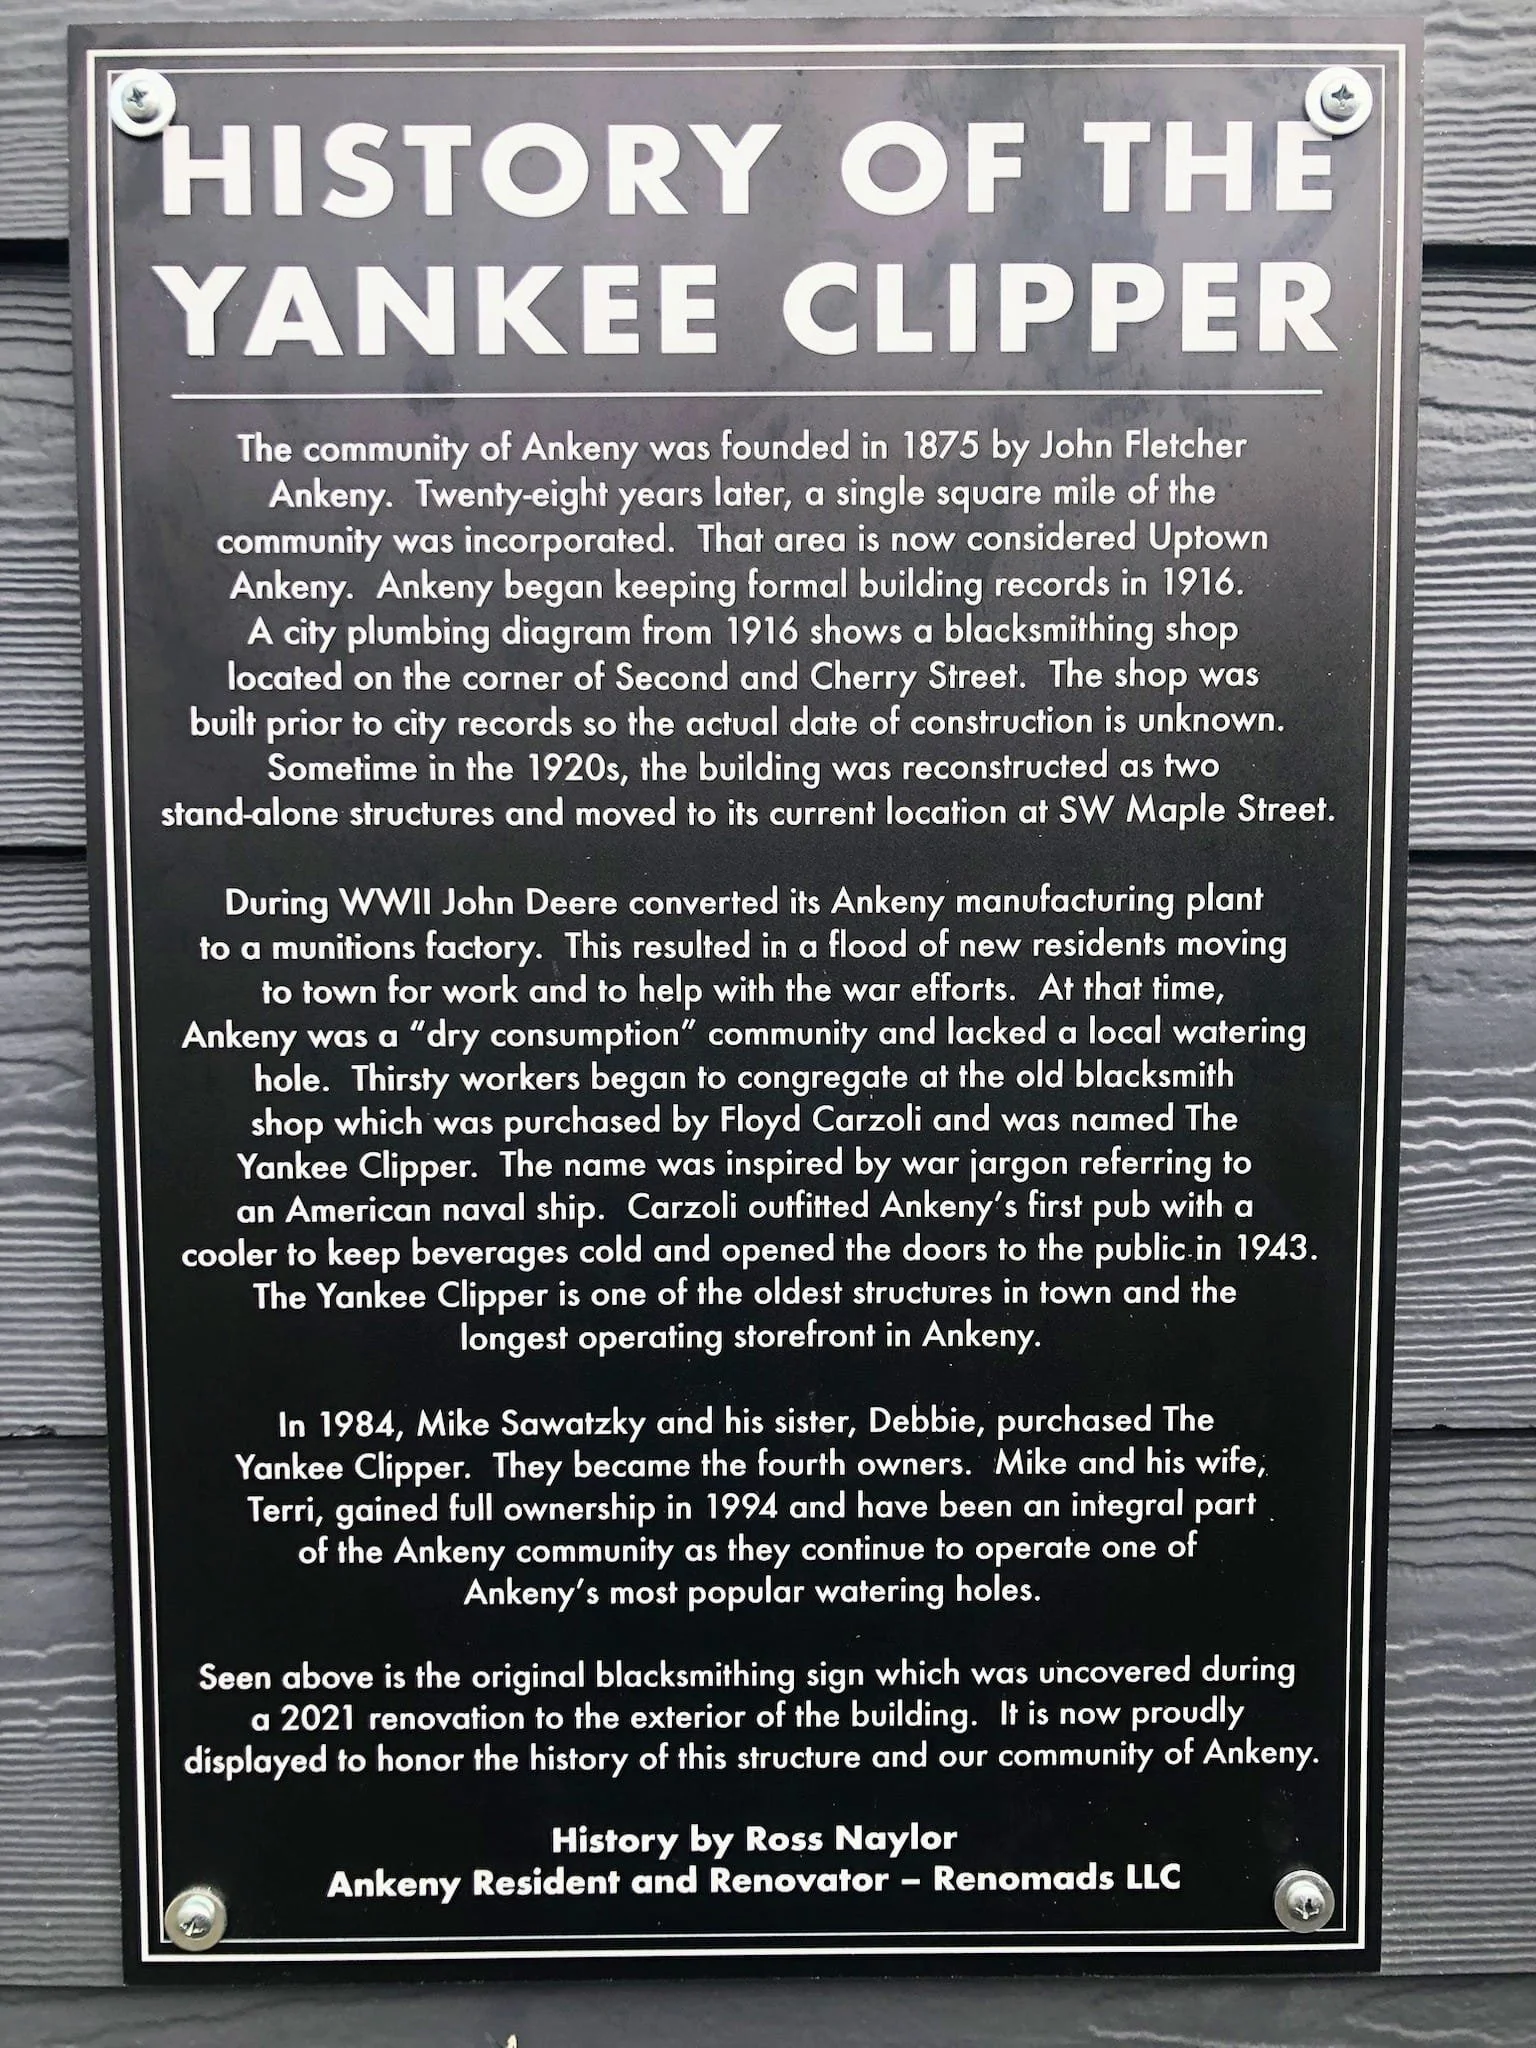 HISTORY OF THE
YANKEE CLIPPER
The community of Ankeny was founded in 1875 by John Fletcher
Ankeny.  Twenty-eight years later, a single square mile of the
community was incorporated.  That area is now considered Uptown
Ankeny.  Ankeny began keeping formal building records in 1916.
A city plumbing diagram from 1916 shows a blacksmithing shop
located on the corner of Second and Cherry Street.  The shop was
built prior to city records so the actual date of construction is unknown.
Sometime in the 1920s, the building was reconstructed as two
stand-alone structures and moved to its current location at SW Maple Street.
During WWII John Deere converted its Ankeny manufacturing plant
to a munitions factory.  This resulted in a flood of new residents moving
to town for work and to help with the war efforts.  At that time,
Ankeny was a “dry consumption” community and lacked a local watering
hole.  Thirsty workers began to congregate at the old blacksmith
shop which was purchased by Floyd Carzoli and was named The
Yankee Clipper.  The name was inspired by war jargon referring to
an American naval ship.  Carzoli outfitted Ankeny’s first pub with a
cooler to keep beverages cold and opened the doors to the public in 1943.
The Yankee Clipper is one of the oldest structures in town and the
longest operating storefront in Ankeny.
In 1984, Mike Sawatzky and his sister, Debbie, purchased The
Yankee Clipper.  They became the fourth owners.  Mike and his wife,
Terri, gained full ownership in 1994 and have been an integral part
of the Ankeny community as they continue to operate one of
Ankeny’s most popular watering holes.
Seen above is the original blacksmithing sign which was uncovered during
a 2021 renovation to the exterior of the building.  It is now proudly
displayed to honor the history of this structure and our community of Ankeny.
History by Ross Naylor
Ankeny Resident and Renovator – Renomads LLC